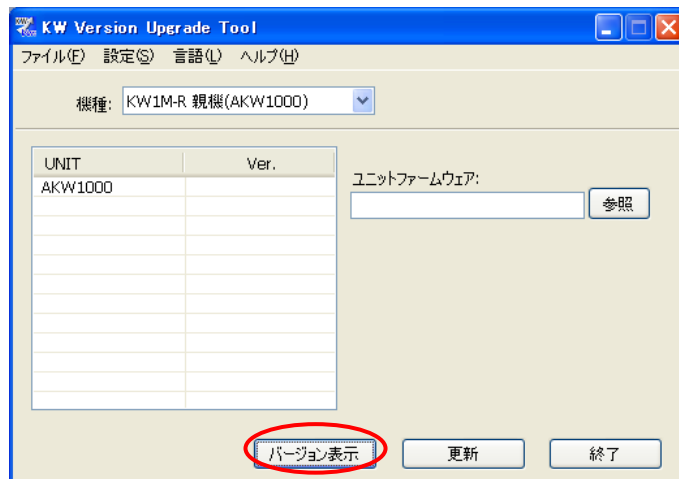 KW Version Upgrade Tool
ファイル(F) 設定(S) 言語(L) ヘルプ(H)
機種: KW1M-R 親機(AKW1000)
UNIT Ver.
AKW1000
ユニットファームウェア:
参照
バージョン表示 更新 終了